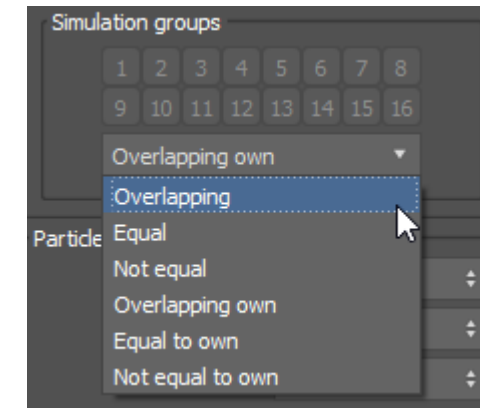 Simulation groups
1 2 3 4 5 6 7 8
9 10 11 12 13 14 15 16
Overlapping own
Overlapping
Equal
Particle
Not equal
Overlapping own
Equal to own
Not equal to own